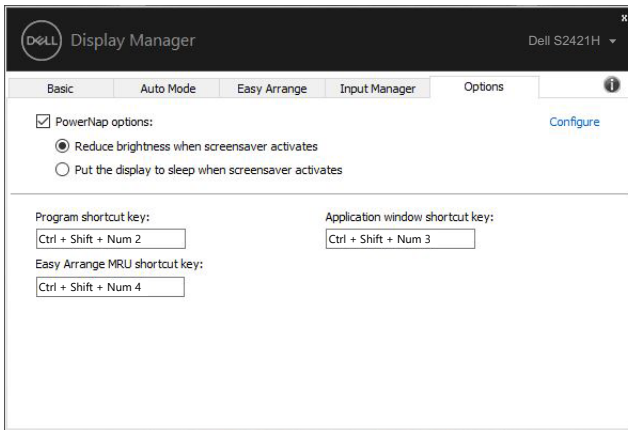 DELL Display Manager
Dell S2421H
Basic Auto Mode Easy Arrange Input Manager Options
PowerNap options:
Configure
Reduce brightness when screensaver activates
Put the display to sleep when screensaver activates
Program shortcut key:
Application window shortcut key:
Ctrl + Shift + Num 2
Ctrl + Shift + Num 3
Easy Arrange MRU shortcut key:
Ctrl + Shift + Num 4